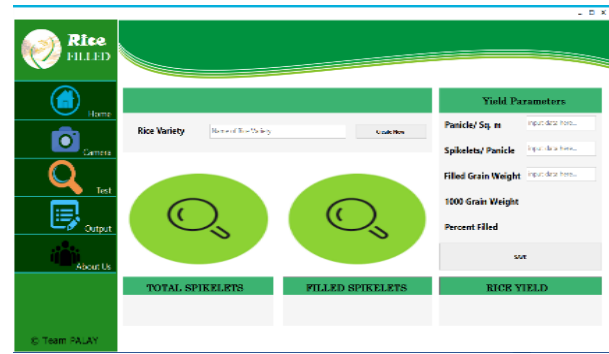 Rice
FILLED
Home
Camera
Test
Output
About Us
© Team PALAY
Rice Variety
Name of Rice Variety
Create New
TOTAL SPIKELETS
FILLED SPIKELETS
Yield Parameters
Panicle/ Sq. m
input data here...
Spikelets/ Panicle
input data here...
Filled Grain Weight
input data here...
1000 Grain Weight
Percent Filled
SAVE
RICE YIELD